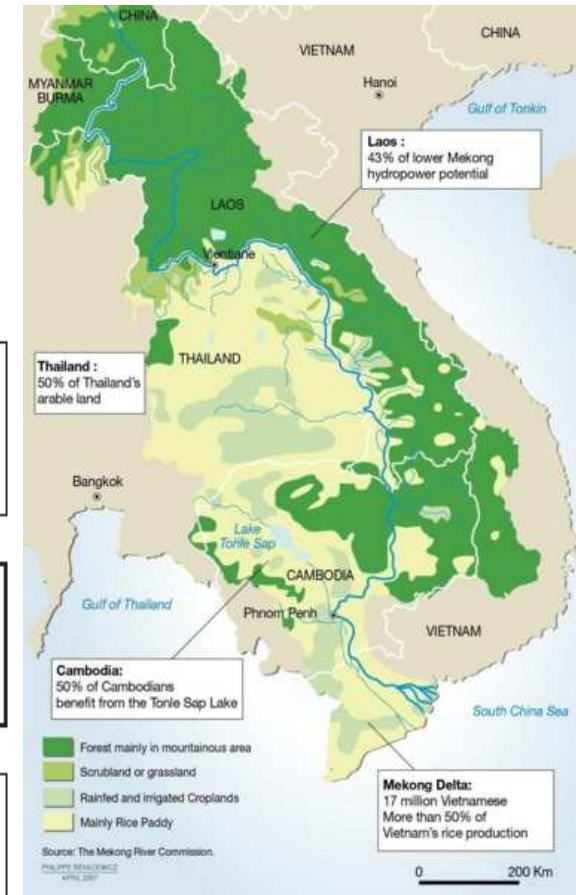 CHINA
CHINA
VIETNAM
MYANMAR
BURMA
Hanoi
Gulf of Tonkin
Laos :
43% of lower Mekong
hydropower potential
LAOS
Vientiane
Thailand :
50% of Thailand's
arable land
THAILAND
Bangkok
Lake
Tonle Sap
CAMBODIA
Gulf of Thailand
Phnom Penh
VIETNAM
Cambodia:
50% of Cambodians
benefit from the Tonle Sap Lake
South China Sea
Forest mainly in mountainous area
Scrubland or grassland
Rainfed and irrigated Croplands
Mainly Rice Paddy
Mekong Delta:
17 million Vietnamese
More than 50% of
Vietnam's rice production
Source: The Mekong River Commission.
PHILIPPE REKACEWICZ
APRIL 2007
0 200 Km